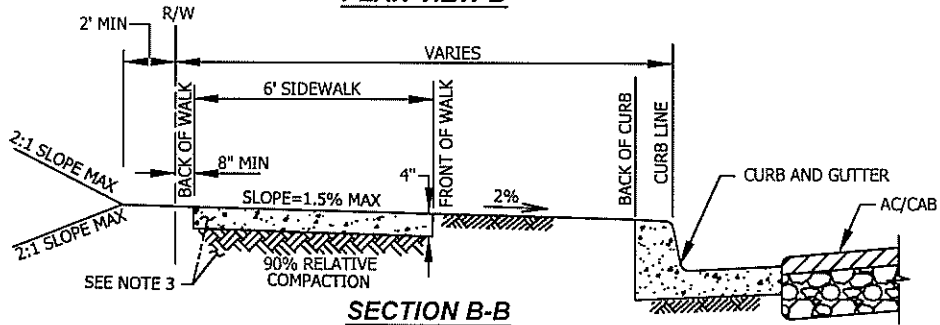 PLAN VIEW B
R/W
2' MIN
VARIES
6' SIDEWALK
BACK OF WALK
FRONT OF WALK
BACK OF CURB
CURB LINE
2:1 SLOPE MAX
8" MIN
4"
CURB AND GUTTER
SLOPE=1.5% MAX
2%
AC/CAB
2:1 SLOPE MAX
SEE NOTE 3
90% RELATIVE
COMPACTION
SECTION B-B